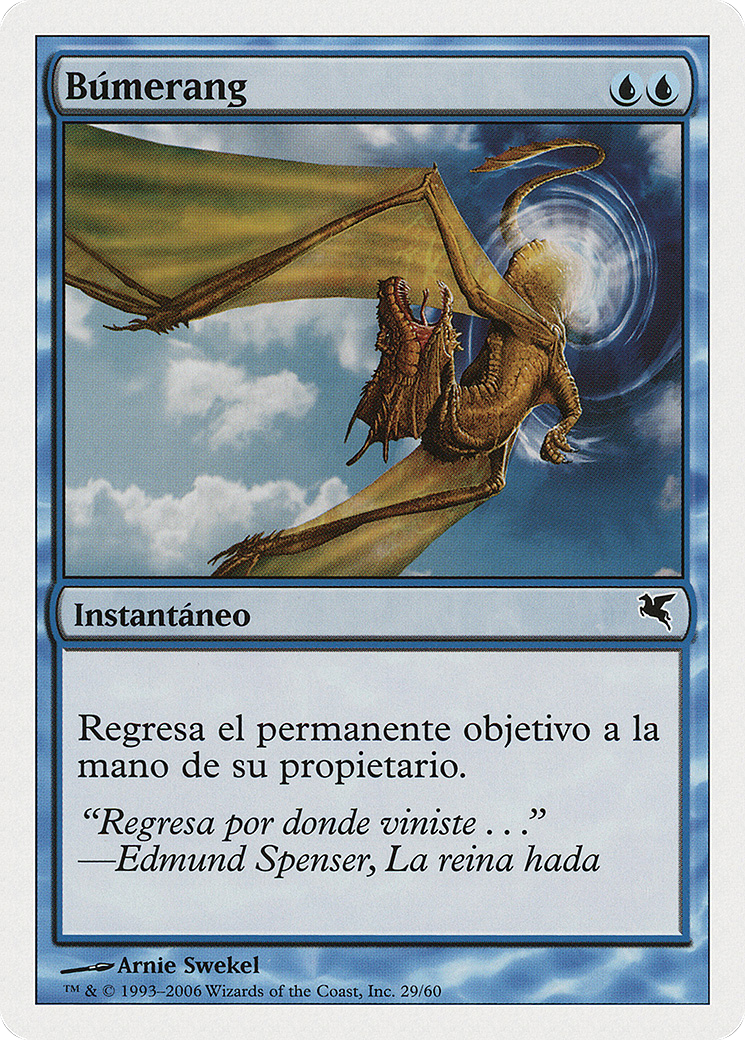 Búmerang
Instantáneo
Regresa el permanente objetivo a la
mano de su propietario.
“Regresa por donde viniste . . .”
—Edmund Spenser, La reina hada
Arnie Swekel
™ & © 1993–2006 Wizards of the Coast, Inc. 29/60